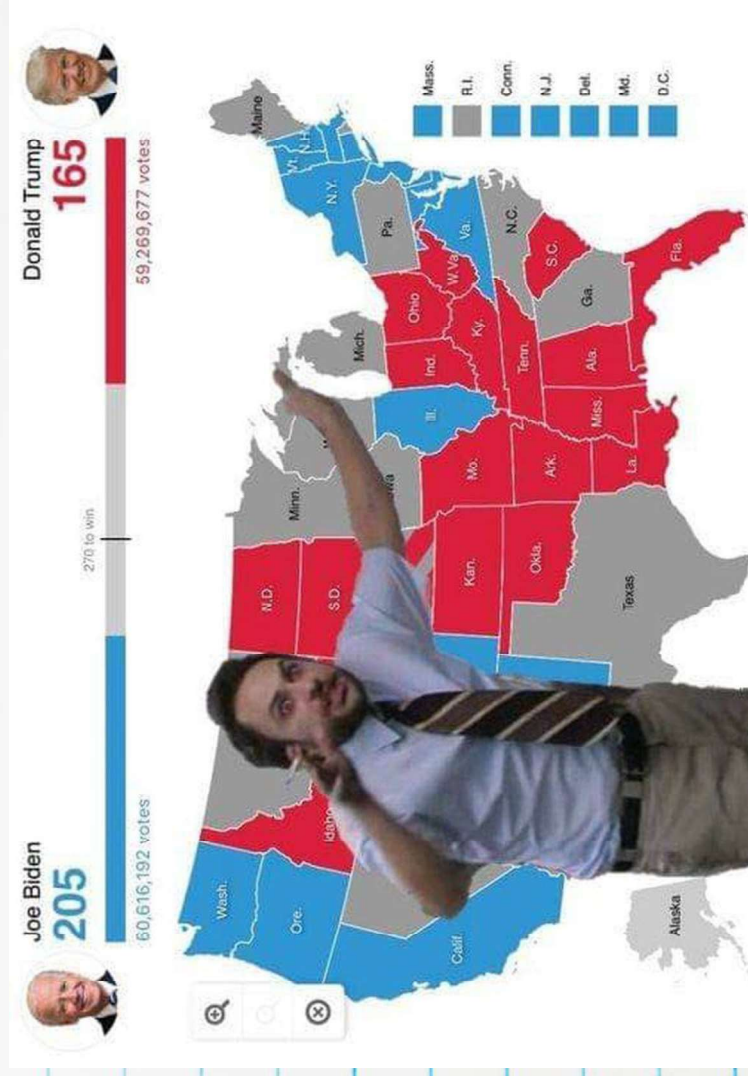 Joe Biden
Donald Trump
205
165
60,616,192 votes
270 to win
59,269,677 votes
Wash.
Ore.
Calif.
Idaho
N.D.
S.D.
Minn.
Kan.
Okla.
Texas
Mo.
Ark.
La.
Ill.
Miss.
Ind.
Ky.
Tenn.
Ala.
Mich.
Ohio
W.Va.
Va.
Pa.
N.Y.
Vt.
N.H.
Maine
N.C.
S.C.
Ga.
Fla.
Alaska
Mass.
R.I.
Conn.
N.J.
Del.
Md.
D.C.